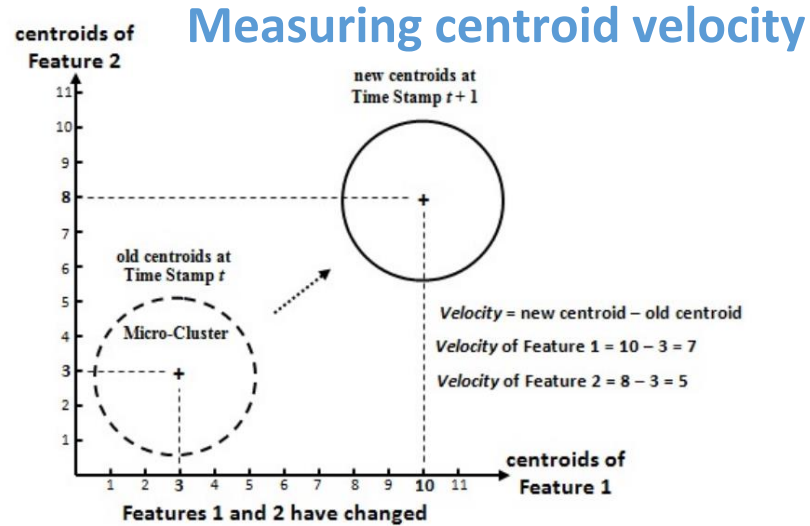 Measuring centroid velocity
centroids of
Feature 2
new centroids at
Time Stamp t + 1
11
10
9
8
7
6
5
4
3
2
1
old centroids at
Time Stamp t
Micro-Cluster
Velocity = new centroid – old centroid
Velocity of Feature 1 = 10 – 3 = 7
Velocity of Feature 2 = 8 – 3 = 5
1 2 3 4 5 6 7 8 9 10 11
centroids of
Feature 1
Features 1 and 2 have changed